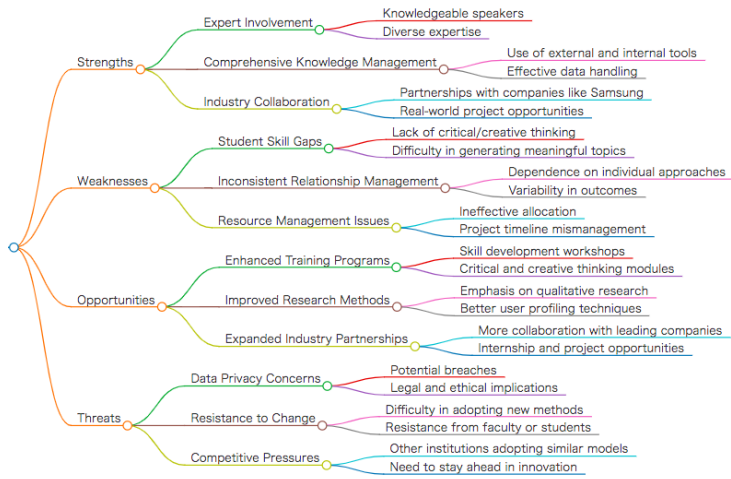 Strengths
Expert Involvement
Knowledgeable speakers
Diverse expertise
Comprehensive Knowledge Management
Use of external and internal tools
Effective data handling
Industry Collaboration
Partnerships with companies like Samsung
Real-world project opportunities
Weaknesses
Student Skill Gaps
Lack of critical/creative thinking
Difficulty in generating meaningful topics
Inconsistent Relationship Management
Dependence on individual approaches
Variability in outcomes
Resource Management Issues
Ineffective allocation
Project timeline mismanagement
Opportunities
Enhanced Training Programs
Skill development workshops
Critical and creative thinking modules
Improved Research Methods
Emphasis on qualitative research
Better user profiling techniques
Expanded Industry Partnerships
More collaboration with leading companies
Internship and project opportunities
Threats
Data Privacy Concerns
Potential breaches
Legal and ethical implications
Resistance to Change
Difficulty in adopting new methods
Resistance from faculty or students
Competitive Pressures
Other institutions adopting similar models
Need to stay ahead in innovation